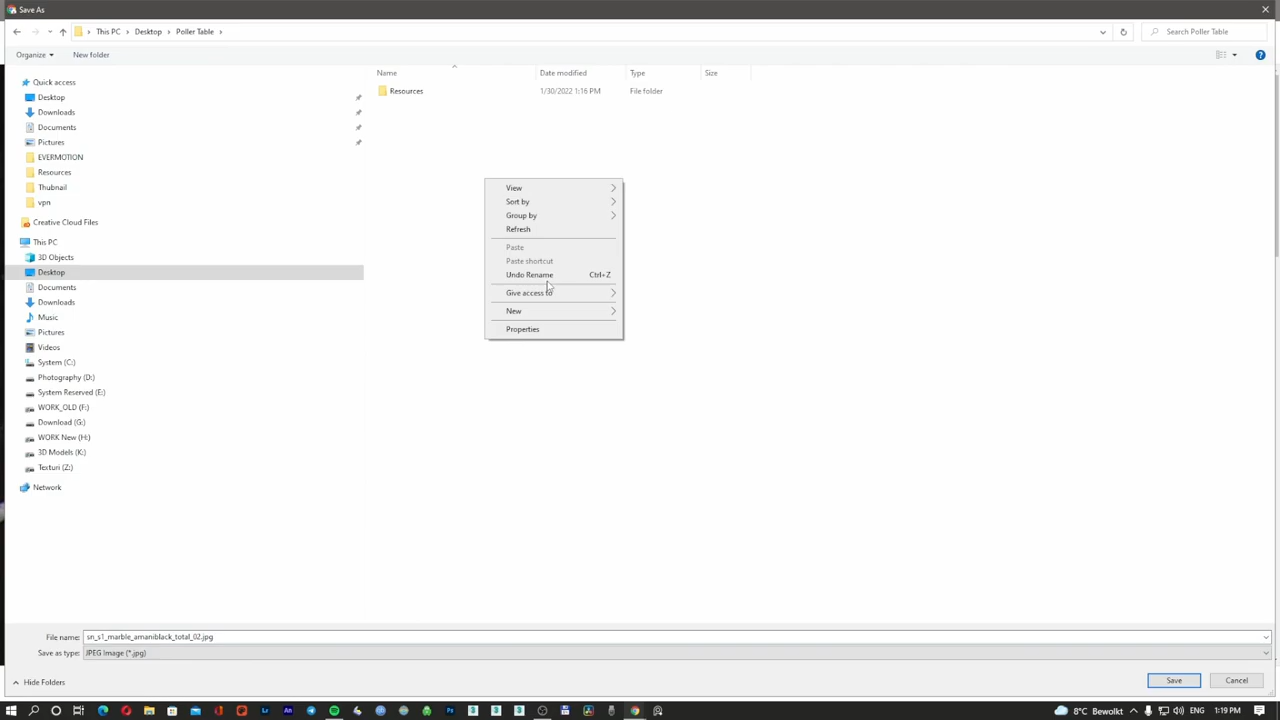 Save As
This PC > Desktop > Poller Table >
Search Poller Table
Organize
New folder
Name
Date modified
Type
Size
Resources
1/30/2022 1:16 PM
File folder
Quick access
Desktop
Downloads
Documents
Pictures
EVERMOTION
Resources
Thubnail
vpn
Creative Cloud Files
This PC
3D Objects
Desktop
Documents
Downloads
Music
Pictures
Videos
System (C:)
Photography (D:)
System Reserved (E:)
WORK_OLD (F:)
Download (G:)
WORK New (H:)
3D Models (K:)
Texturi (Z:)
Network
View
Sort by
Group by
Refresh
Paste
Paste shortcut
Undo Rename Ctrl+Z
Give access to
New
Properties
File name: sn_s1_marble_amaniblack_total_02.jpg
Save as type: JPEG Image (*.jpg)
Hide Folders
Save
Cancel
8°C Bewolkt
ENG
1:19 PM